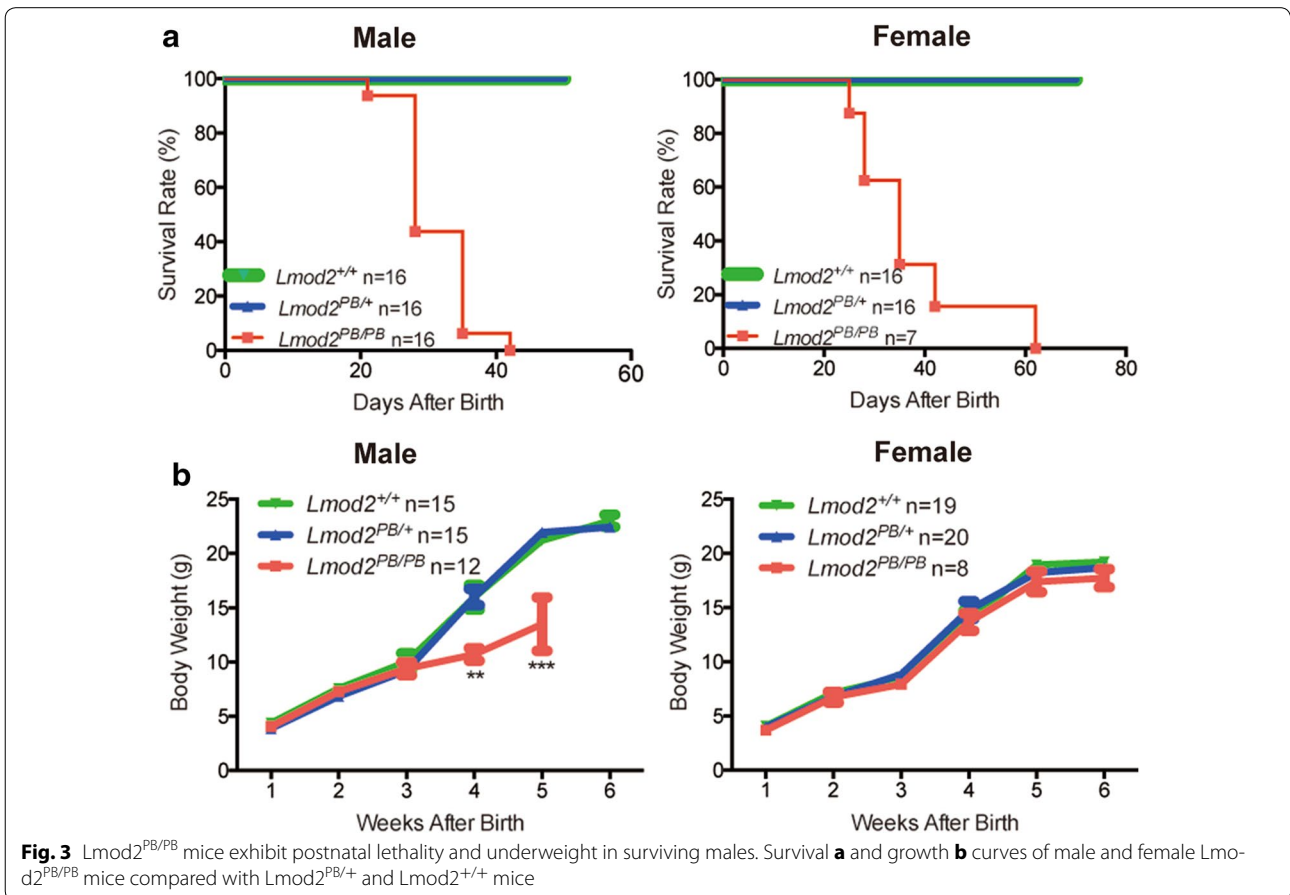 a
Male
Female
100
80
60
40
20
0
Survival Rate (%)
Lmod2+/+ n=16
Lmod2PB/+ n=16
Lmod2PB/PB n=16
0 20 40 60
Days After Birth
100
80
60
40
20
0
Survival Rate (%)
Lmod2+/+ n=16
Lmod2PB/+ n=16
Lmod2PB/PB n=7
0 20 40 60 80
Days After Birth
b
Male
Female
25
20
15
10
5
0
Body Weight (g)
Lmod2+/+ n=15
Lmod2PB/+ n=15
Lmod2PB/PB n=12
**
***
1 2 3 4 5 6
Weeks After Birth
25
20
15
10
5
0
Body Weight (g)
Lmod2+/+ n=19
Lmod2PB/+ n=20
Lmod2PB/PB n=8
1 2 3 4 5 6
Weeks After Birth
Fig. 3 Lmod2PB/PB mice exhibit postnatal lethality and underweight in surviving males. Survival a and growth b curves of male and female Lmo-
d2PB/PB mice compared with Lmod2PB/+ and Lmod2+/+ mice